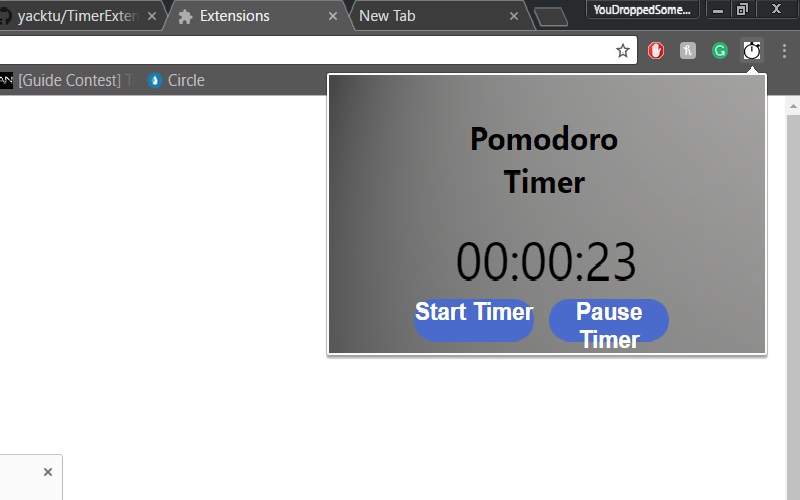 yacktu/TimerExten
Extensions
New Tab
YouDroppedSome...
[Guide Contest]
Circle
Pomodoro
Timer
00:00:23
Start Timer
Pause
Timer